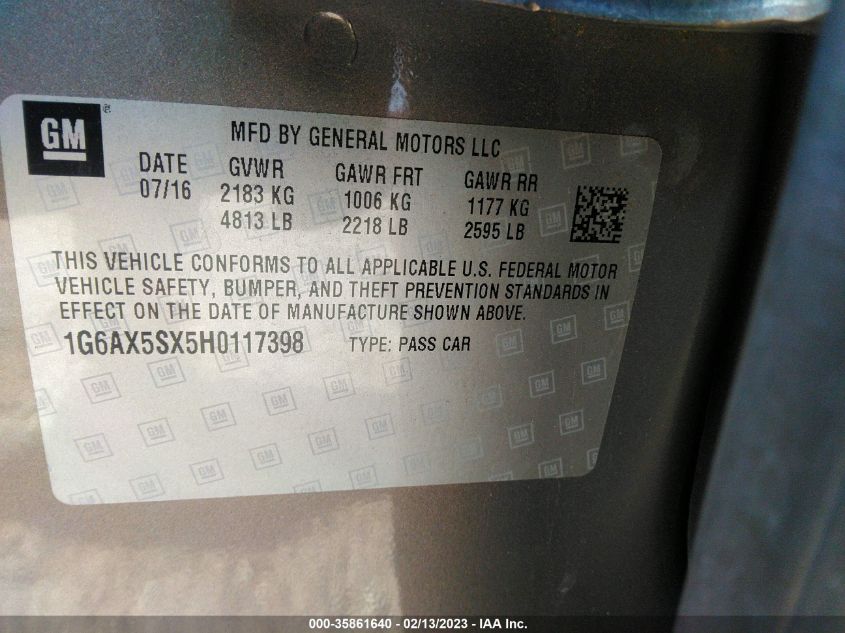 GM ®
MFD BY GENERAL MOTORS LLC
DATE GVWR GAWR FRT GAWR RR
07/16 2183 KG 1006 KG 1177 KG
4813 LB 2218 LB 2595 LB
THIS VEHICLE CONFORMS TO ALL APPLICABLE U.S. FEDERAL MOTOR
VEHICLE SAFETY, BUMPER, AND THEFT PREVENTION STANDARDS IN
EFFECT ON THE DATE OF MANUFACTURE SHOWN ABOVE.
1G6AX5SX5H0117398 TYPE: PASS CAR
000-35861640 - 02/13/2023 - IAA Inc.